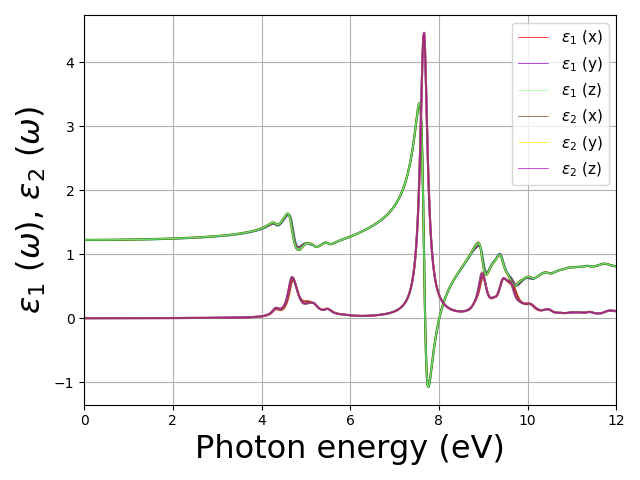 ε₁ (ω), ε₂ (ω)
4
3
2
1
0
−1
0 2 4 6 8 10 12
Photon energy (eV)
ε₁ (x)
ε₁ (y)
ε₁ (z)
ε₂ (x)
ε₂ (y)
ε₂ (z)